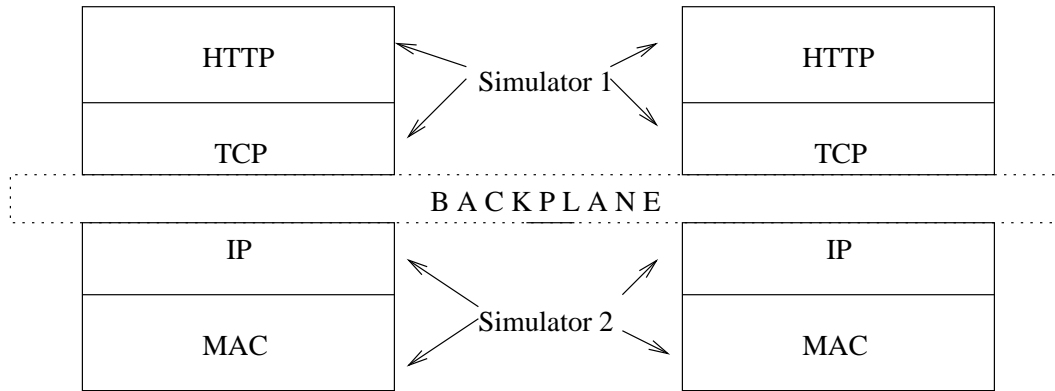 HTTP
HTTP
Simulator 1
TCP
TCP
B A C K P L A N E
IP
IP
Simulator 2
MAC
MAC